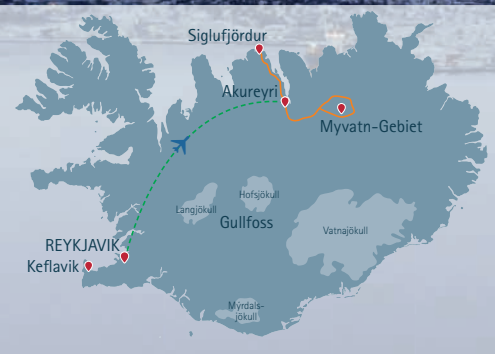 Siglufjördur
Akureyri
Myvatn-Gebiet
Langjökull
Hofsjökull
Gullfoss
Vatnajökull
REYKJAVIK
Keflavik
Mýrdals-
jökull